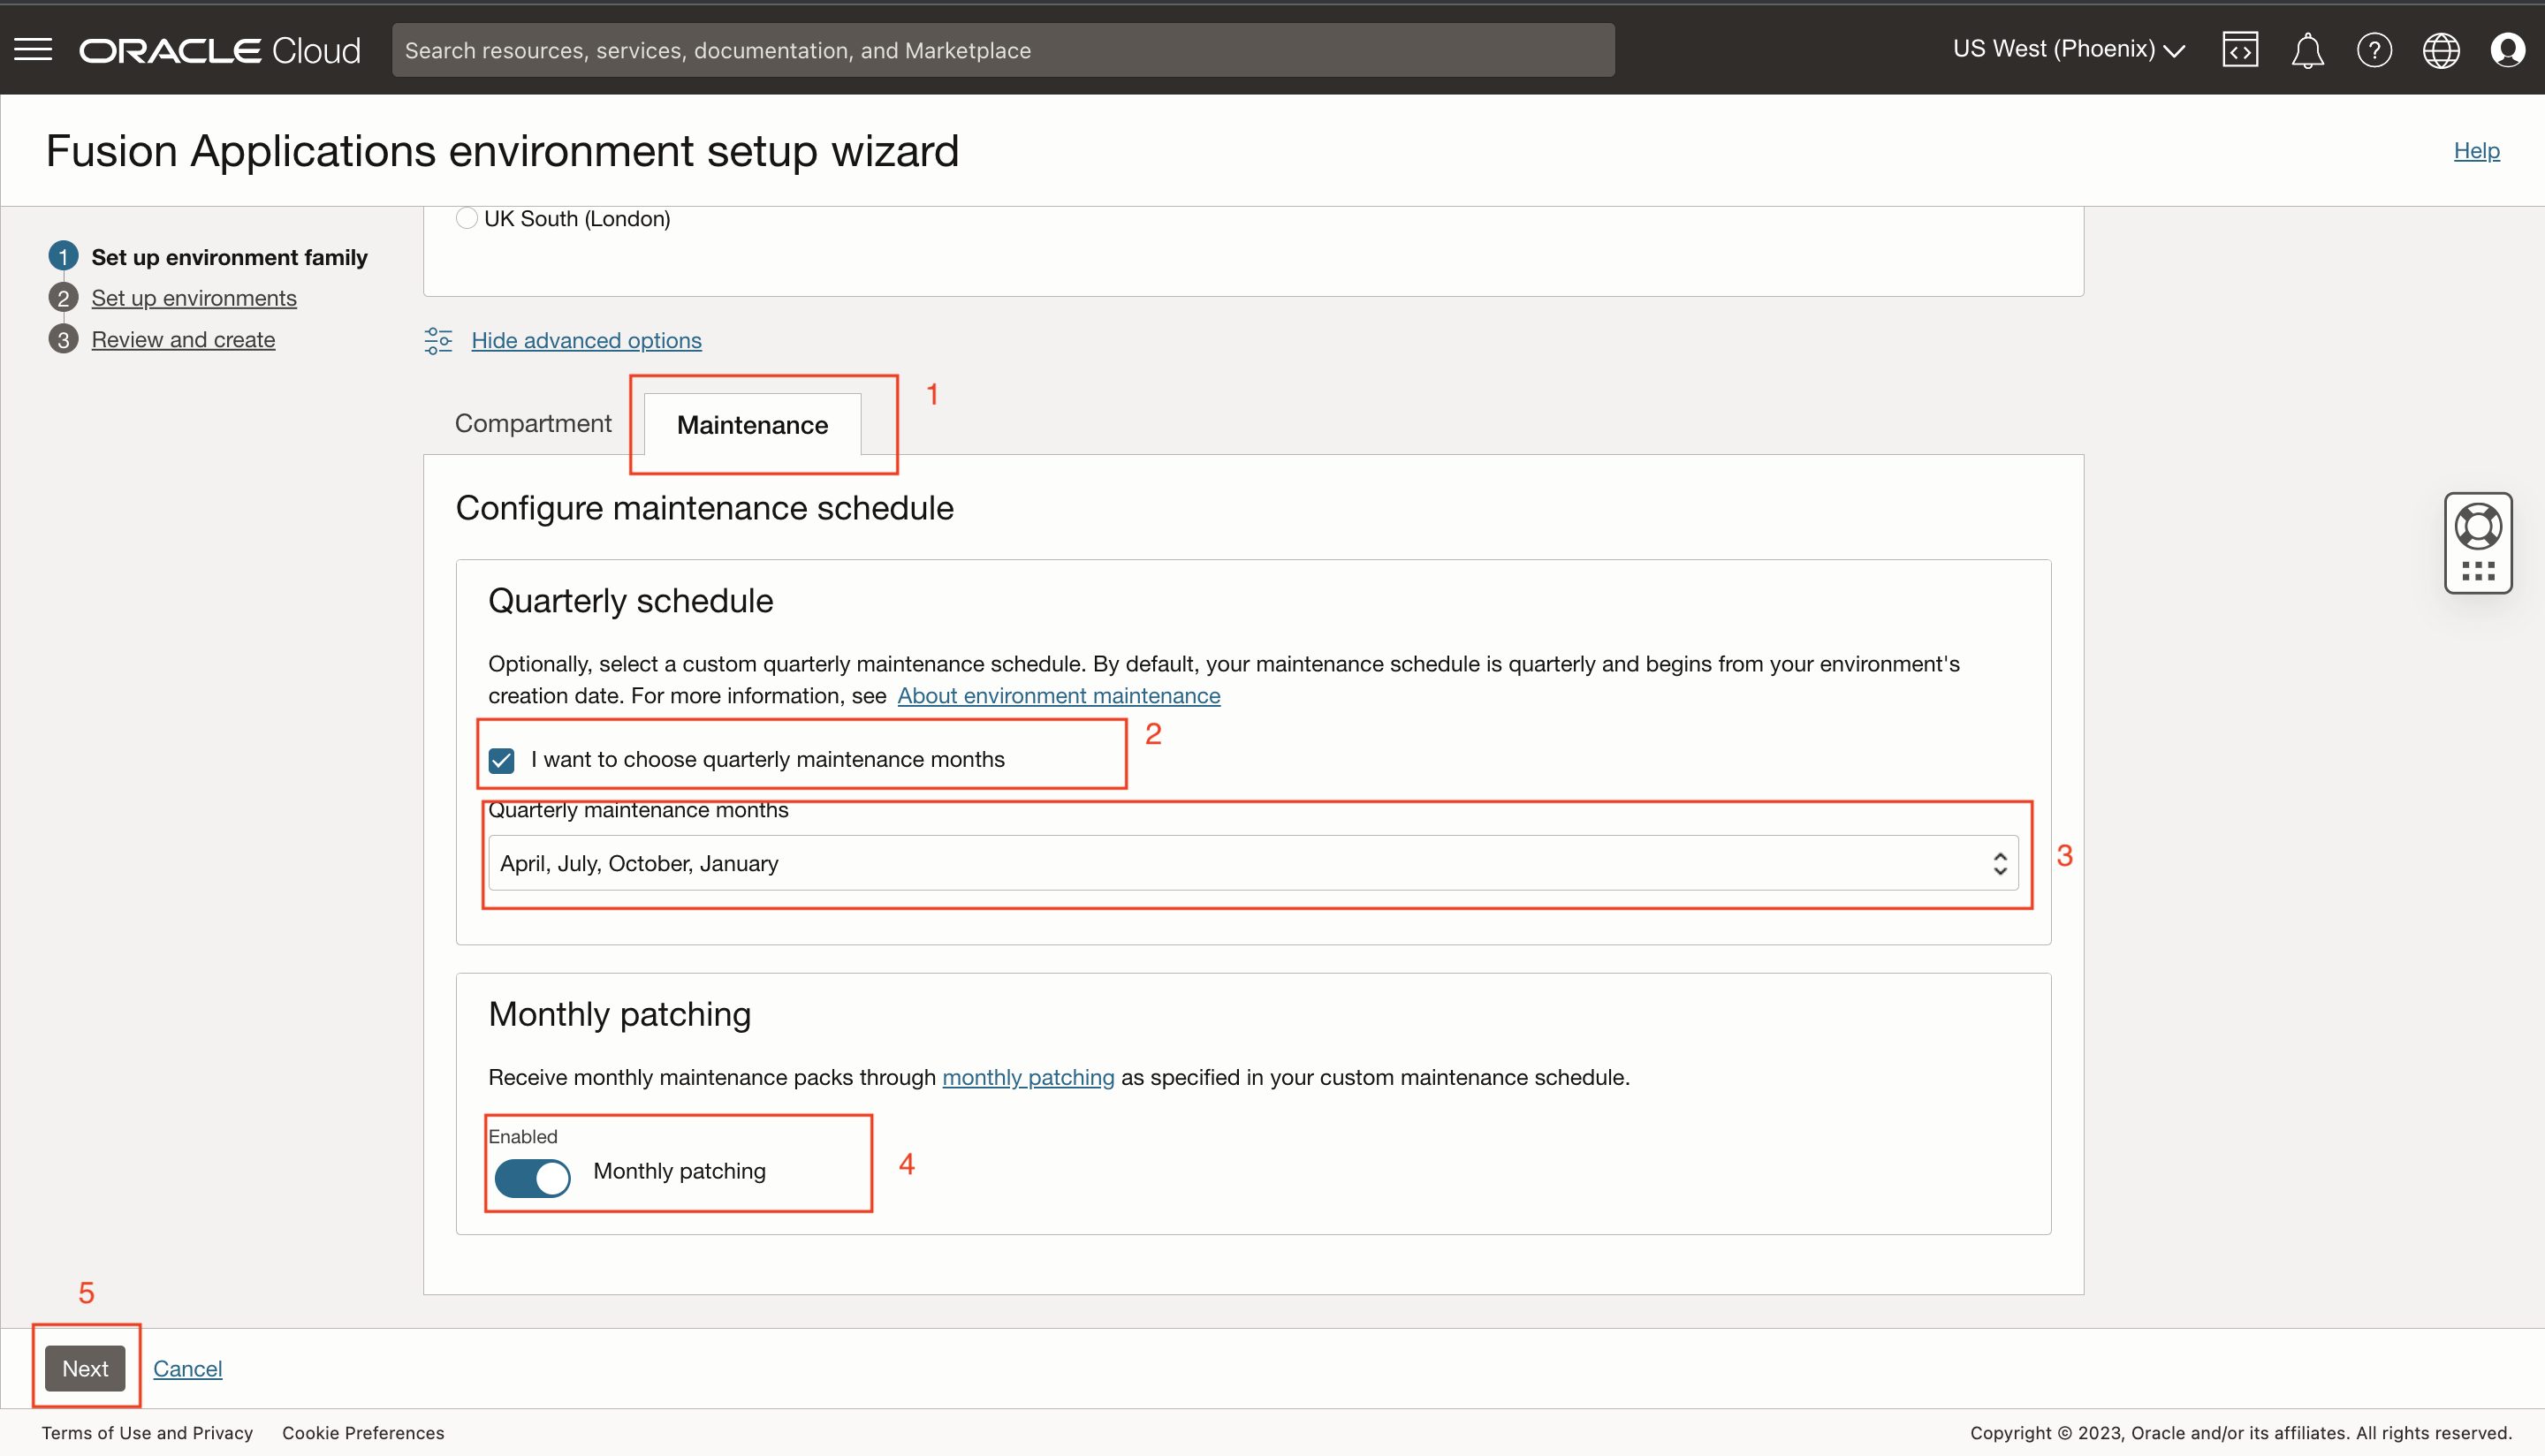 ORACLE Cloud
Search resources, services, documentation, and Marketplace
US West (Phoenix)
Fusion Applications environment setup wizard
Help
1 Set up environment family
2 Set up environments
3 Review and create
UK South (London)
Hide advanced options
Compartment
Maintenance
1
Configure maintenance schedule
Quarterly schedule
Optionally, select a custom quarterly maintenance schedule. By default, your maintenance schedule is quarterly and begins from your environment's
creation date. For more information, see About environment maintenance
2
I want to choose quarterly maintenance months
Quarterly maintenance months
April, July, October, January
3
Monthly patching
Receive monthly maintenance packs through monthly patching as specified in your custom maintenance schedule.
Enabled
Monthly patching
4
5
Next
Cancel
Terms of Use and Privacy
Cookie Preferences
Copyright © 2023, Oracle and/or its affiliates. All rights reserved.